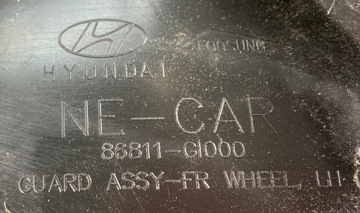 HYUNDAI
NE-CAR
86811-GI000
GUARD ASSY-FR WHEEL, LH